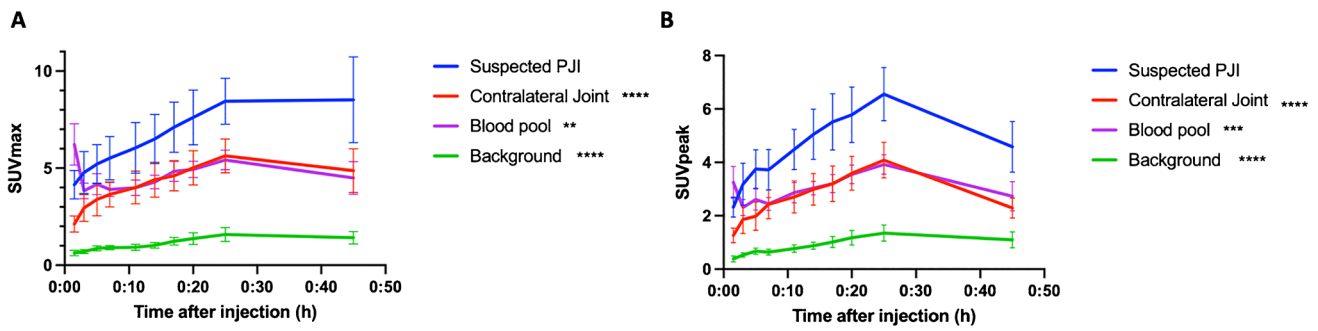 A
SUVmax
10
5
0
0:00 0:10 0:20 0:30 0:40 0:50
Time after injection (h)
Suspected PJI
Contralateral Joint ****
Blood pool **
Background ****
B
SUVpeak
8
6
4
2
0
0:00 0:10 0:20 0:30 0:40 0:50
Time after injection (h)
Suspected PJI
Contralateral Joint ****
Blood pool ***
Background ****